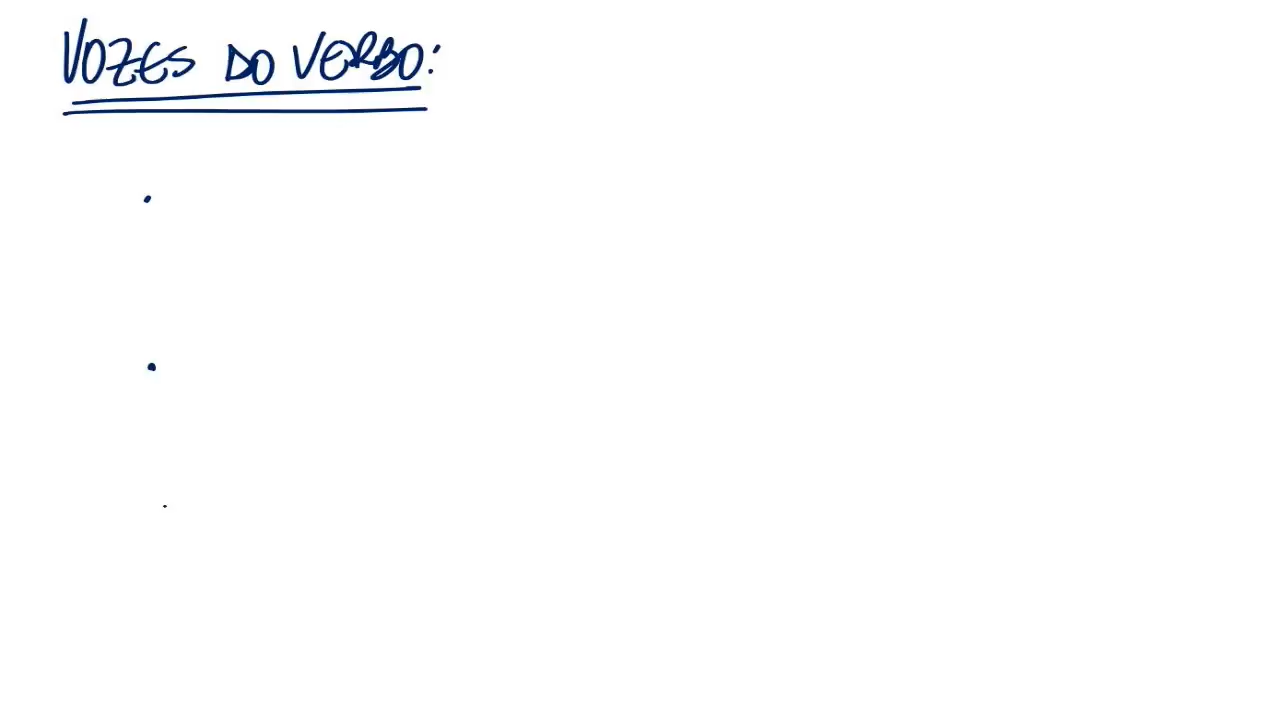 VOZES DO VERBO:
•
•
.